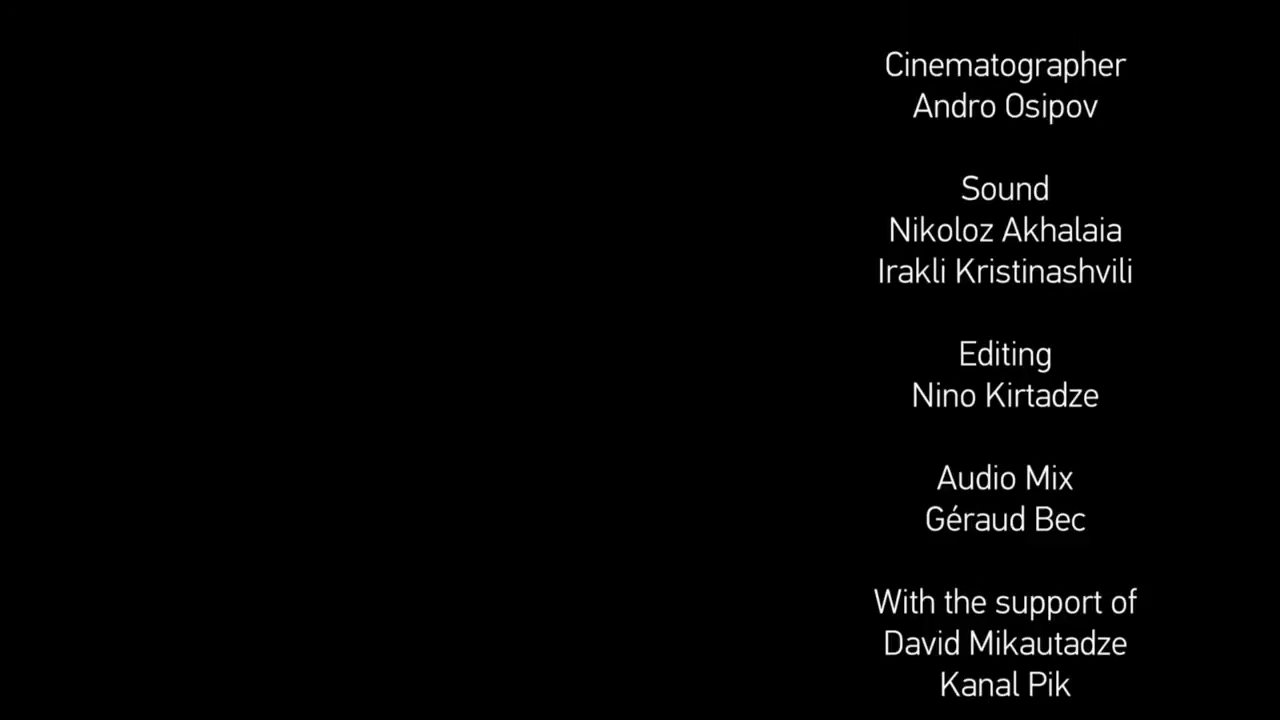 Cinematographer
Andro Osipov
Sound
Nikoloz Akhalaia
Irakli Kristinashvili
Editing
Nino Kirtadze
Audio Mix
Géraud Bec
With the support of
David Mikautadze
Kanal Pik